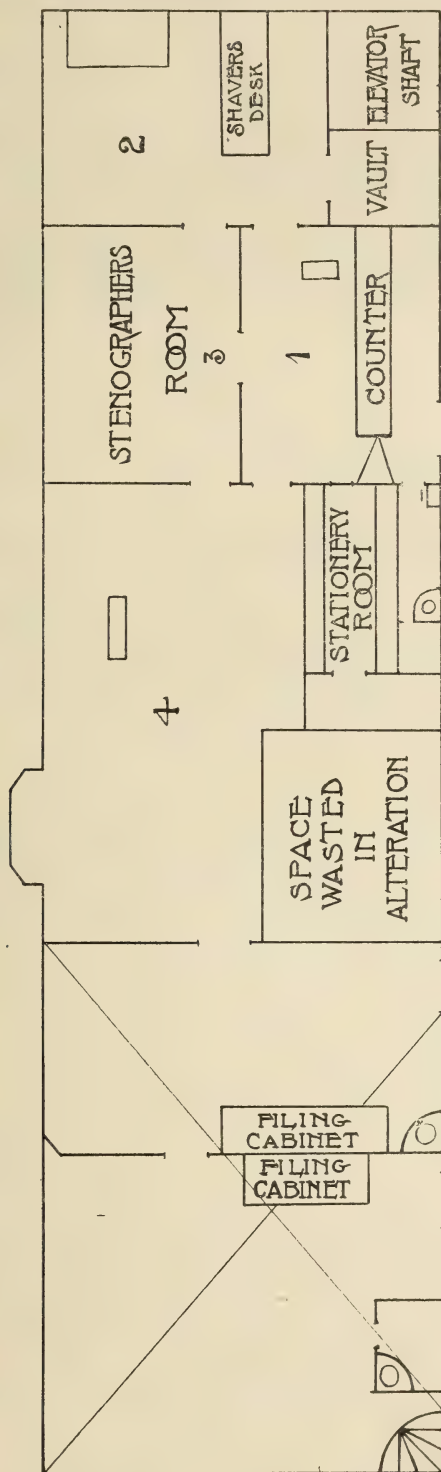 2
SHAVERS
DESK
ELEVATOR
SHAFT
VAULT
STENOGRAPHERS
ROOM
3
1
COUNTER
STATIONERY
ROOM
4
SPACE
WASTED
IN
ALTERATION
FILING
CABINET
FILING
CABINET